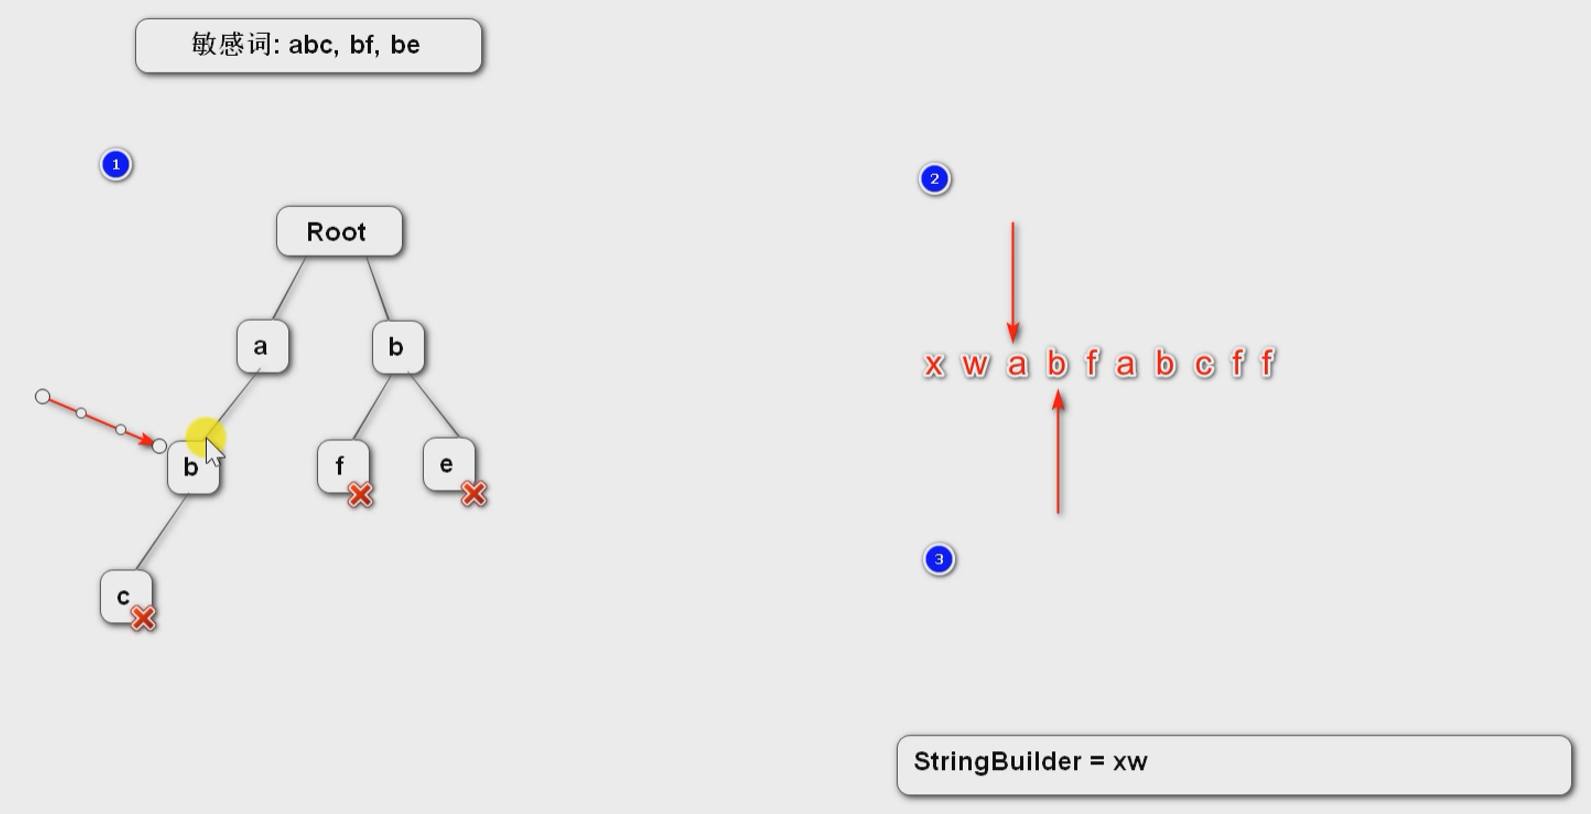 敏感词: abc, bf, be
1
2
Root
a b
x w a b f a b c f f
b f e
3
c
StringBuilder = xw